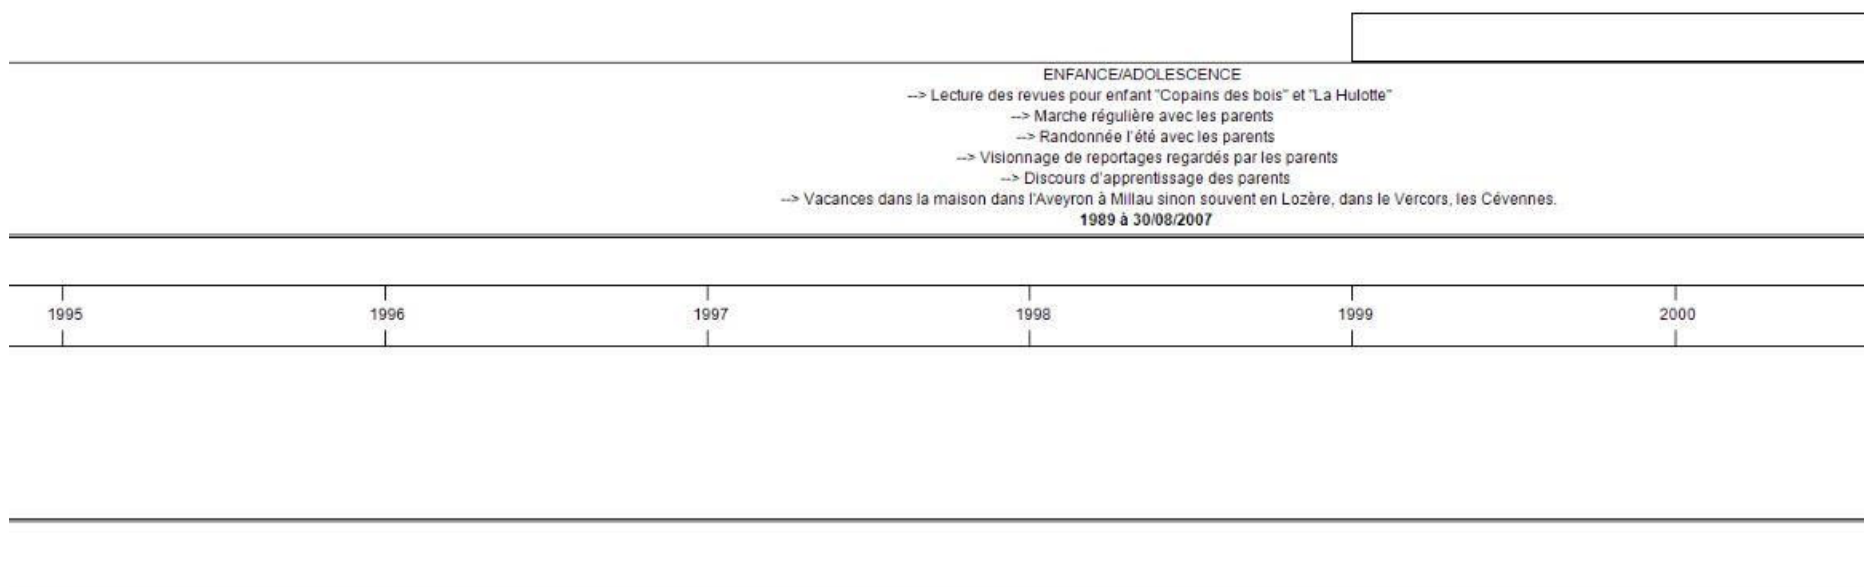 ENFANCE/ADOLESCENCE
--> Lecture des revues pour enfant "Copains des bois" et "La Hulotte"
--> Marche régulière avec les parents
--> Randonnée l'été avec les parents
--> Visionnage de reportages regardés par les parents
--> Discours d'apprentissage des parents
--> Vacances dans la maison dans l'Aveyron à Millau sinon souvent en Lozère, dans le Vercors, les Cévennes.
1989 à 30/08/2007
1995 1996 1997 1998 1999 2000